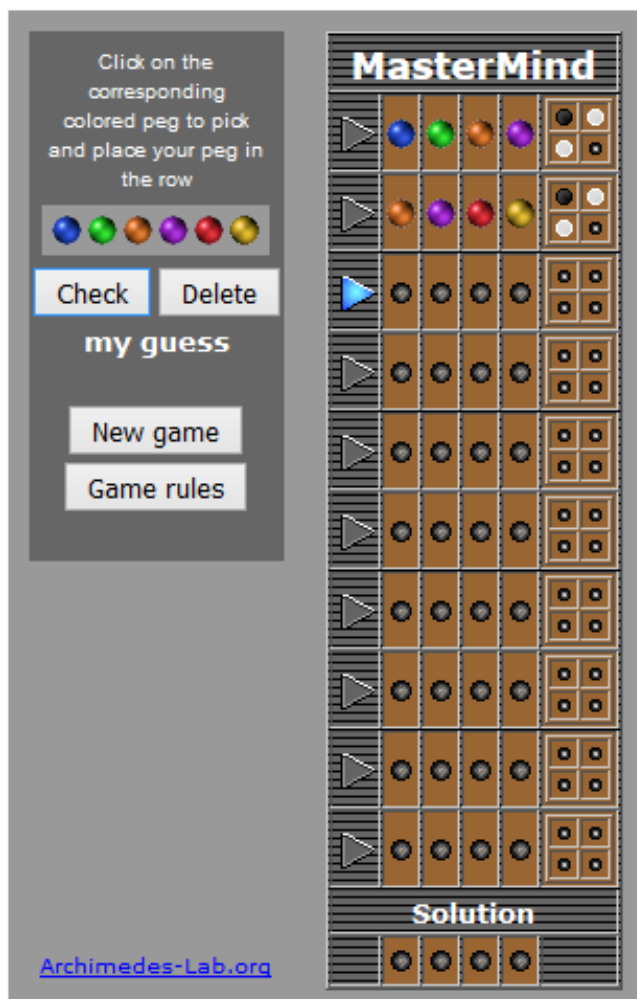 Click on the
corresponding
colored peg to pick
and place your peg in
the row
Check
Delete
my guess
New game
Game rules
Archimedes-Lab.org
MasterMind
Solution